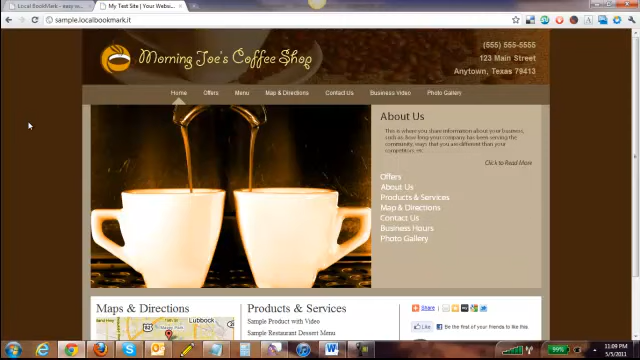 Local BookMark - easy w...
My Test Site | Your Websi...
sample.localbookmark.it
Morning Joe's Coffee Shop
(555) 555-5555
123 Main Street
Anytown, Texas 79413
Home Offers Menu Map & Directions Contact Us Business Video Photo Gallery
About Us
This is where you share information about your business,
such as how long your company has been serving the
community, ways that you are different than your
competitors, etc.
Click to Read More
Offers
About Us
Products & Services
Map & Directions
Contact Us
Business Hours
Photo Gallery
Maps & Directions
Products & Services
Sample Product with Video
Sample Restaurant Dessert Menu
Lubbock
Share
Like
Be the first of your friends to like this.
99%
11:09 PM
5/5/2011